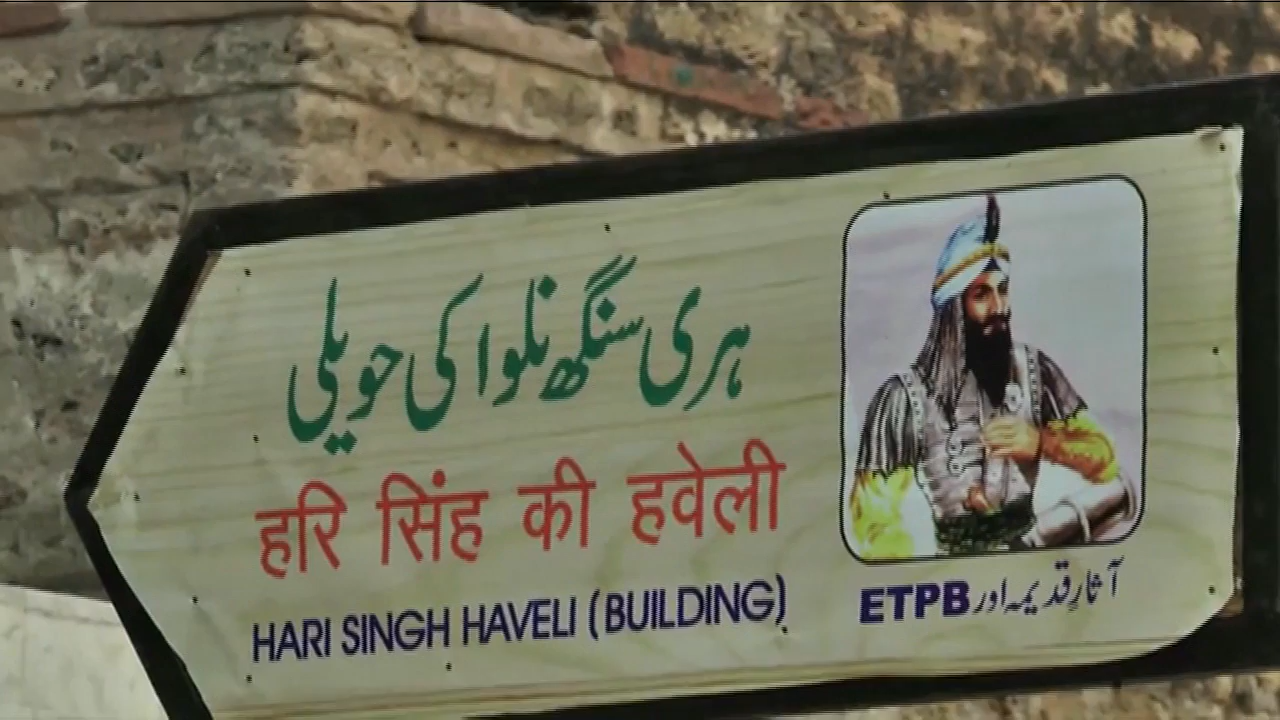 ہری سنگھ نلوا کی حویلی
हरि सिंह की हवेली
HARI SINGH HAVELI (BUILDING)
آثارِ قدیمہ اور ETPB